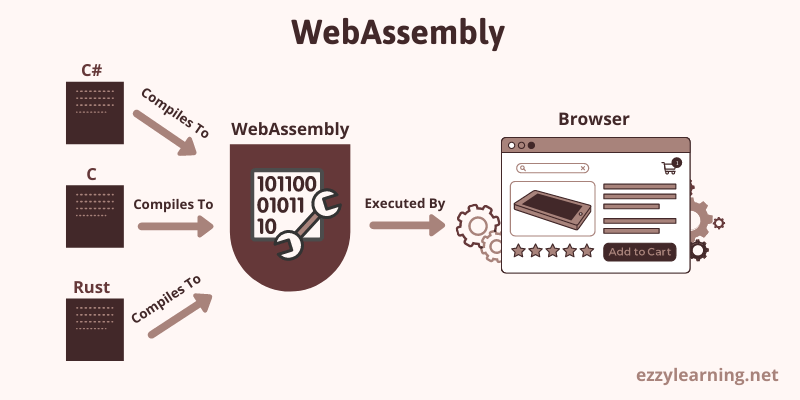 WebAssembly
C#
Compiles To
WebAssembly
101100
01011
10
C
Compiles To
Rust
Compiles To
Executed By
Browser
1
Add to Cart
ezzylearning.net